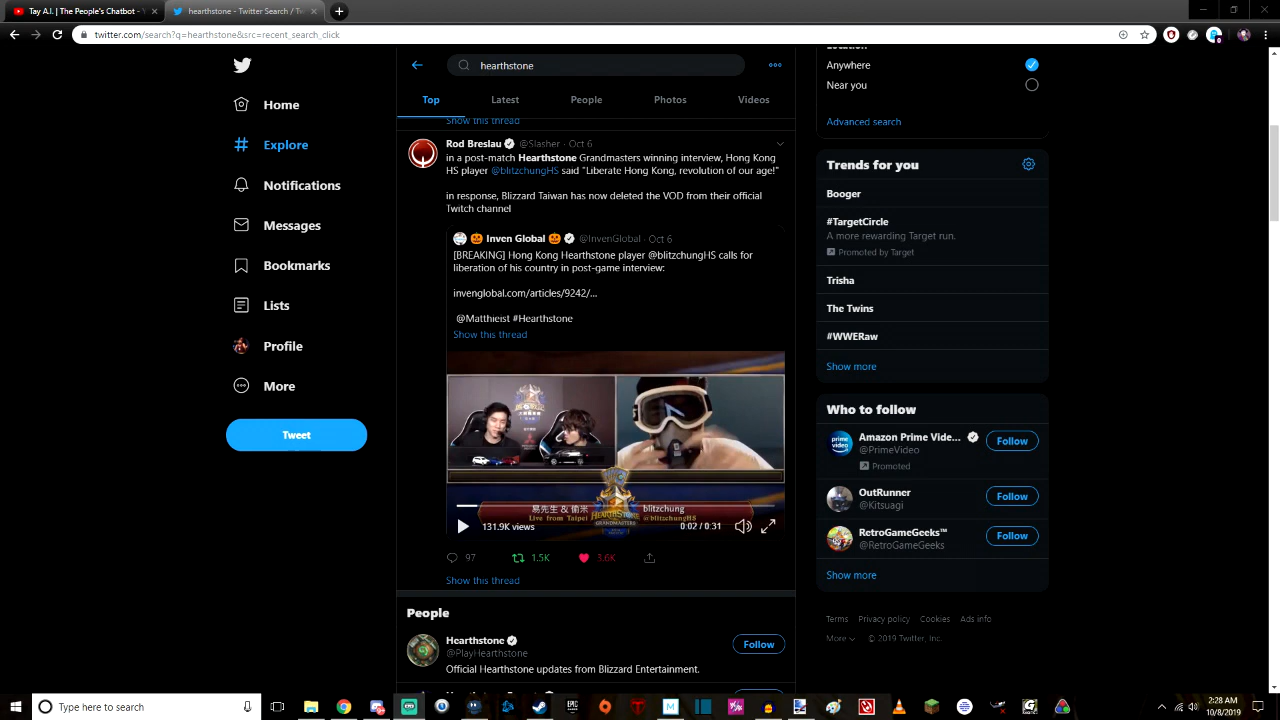 Tay A.I. | The People's Chatbot -
hearthstone - Twitter Search / Tw
twitter.com/search?q=hearthstone&src=recent_search_click
hearthstone
Top
Latest
People
Photos
Videos
Show this thread
Rod Breslau @Slasher · Oct 6
in a post-match Hearthstone Grandmasters winning interview, Hong Kong
HS player @blitzchungHS said "Liberate Hong Kong, revolution of our age!"
in response, Blizzard Taiwan has now deleted the VOD from their official
Twitch channel
Inven Global @InvenGlobal · Oct 6
[BREAKING] Hong Kong Hearthstone player @blitzchungHS calls for
liberation of his country in post-game interview:
invenglobal.com/articles/9242/...
@Matthieist #Hearthstone
Show this thread
易先生 & 偷米
Live from Taipei
HEARTHSTONE
GRANDMASTERS
blitzchung
@blitzchungHS
131.9K views
0:02 / 0:31
97
1.5K
3.6K
Show this thread
People
Hearthstone
@PlayHearthstone
Follow
Official Hearthstone updates from Blizzard Entertainment.
Home
Explore
Notifications
Messages
Bookmarks
Lists
Profile
More
Tweet
Location
Anywhere
Near you
Advanced search
Trends for you
Booger
#TargetCircle
A more rewarding Target run.
Promoted by Target
Trisha
The Twins
#WWERaw
Show more
Who to follow
prime video
Amazon Prime Vide...
@PrimeVideo
Promoted
Follow
OutRunner
@Kitsuagi
Follow
RetroGameGeeks™
@RetroGameGeeks
Follow
Show more
Terms Privacy policy Cookies Ads info
More © 2019 Twitter, Inc.
Type here to search
EPIC
2:28 AM
10/8/2019